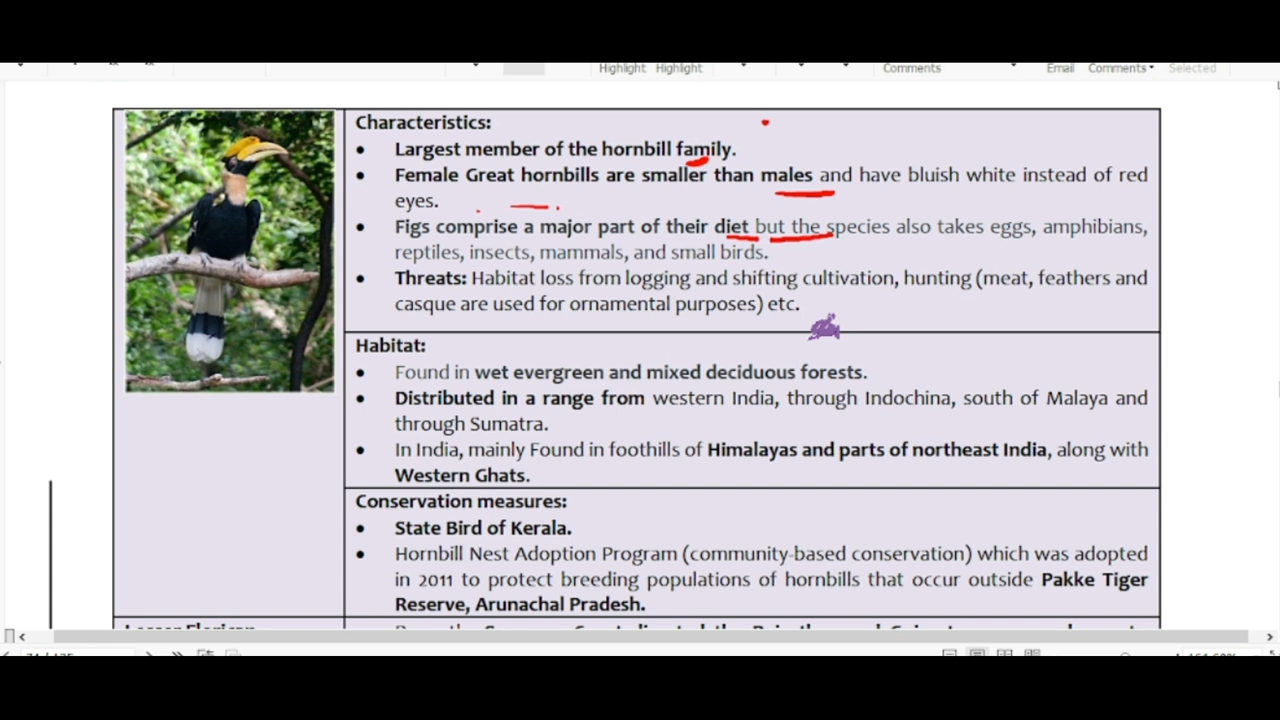 Highlight Highlight Comments Email Comments Selected
Characteristics:
• Largest member of the hornbill family.
• Female Great hornbills are smaller than males and have bluish white instead of red
eyes.
• Figs comprise a major part of their diet but the species also takes eggs, amphibians,
reptiles, insects, mammals, and small birds.
• Threats: Habitat loss from logging and shifting cultivation, hunting (meat, feathers and
casque are used for ornamental purposes) etc.
Habitat:
• Found in wet evergreen and mixed deciduous forests.
• Distributed in a range from western India, through Indochina, south of Malaya and
through Sumatra.
• In India, mainly Found in foothills of Himalayas and parts of northeast India, along with
Western Ghats.
Conservation measures:
• State Bird of Kerala.
• Hornbill Nest Adoption Program (community-based conservation) which was adopted
in 2011 to protect breeding populations of hornbills that occur outside Pakke Tiger
Reserve, Arunachal Pradesh.